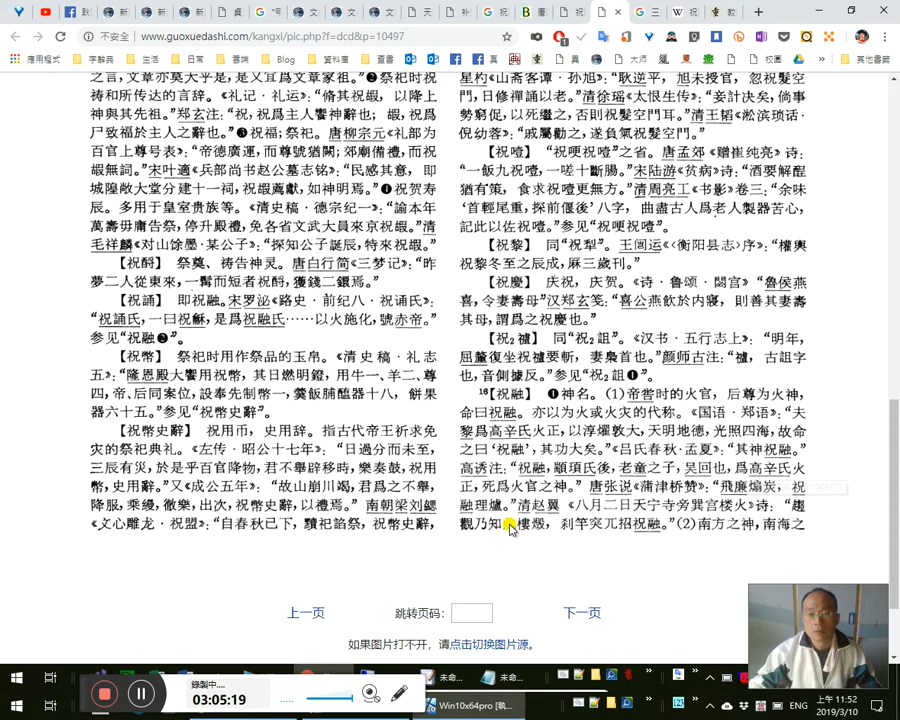 不安全
www.guoxuedashi.com/kangxi/pic.php?f=dcd&p=10497
應用程式
之言，文章亦莫大乎是，是又宜爲文章家祖。”❷祭祀时祝
祷和所传达的言辞。《礼记·礼运》：“脩其祝嘏，以降上
神與其先祖。”郑玄注：“祝，祝爲主人饗神辭也；嘏，祝爲
尸致福於主人之辭也。”❸祝福；祭祀。唐柳宗元《礼部为
百官上尊号表》：“帝德廣運，而尊號猶闕；郊廟備禮，而祝
嘏無詞。”宋叶適《兵部尚书赵公墓志铭》：“民感其意，即
城隍敞大堂分建十一祠，祝嘏薦獻，如神明焉。”❹祝贺寿
辰。多用于皇室贵族等。《清史稿·德宗纪一》：“諭本年
萬壽毋庸告祭，停升殿禮，免各省文武大員來京祝嘏。”清
毛祥麟《对山馀墨·某公子》：“探知公子誕辰，特來祝嘏。”
【祝酹】 祭奠、祷告神灵。唐白行简《三梦记》：“昨
夢二人從東來，一髯而短者祝酹，獲錢二鐶焉。”
【祝誦】 即祝融。宋罗泌《路史·前纪八·祝诵氏》：
“祝誦氏，一曰祝龢，是爲祝融氏……以火施化，號赤帝。”
参见“祝融❷”。
【祝幣】 祭祀时用作祭品的玉帛。《清史稿·礼志
五》：“隆恩殿大饗用祝幣，其日燃明鐙，用牛一、羊二、尊
四，帝、后同案位，設奉先制幣一，羹飯脯醢器十八，餅果
器六十五。”参见“祝幣史辭”。
【祝幣史辭】 祝用币，史用辞。指古代帝王祈求免
灾的祭祀典礼。《左传·昭公十七年》：“日過分而未至，
三辰有災，於是乎百官降物，君不舉辟移時，樂奏鼓，祝用
幣，史用辭。”又《成公五年》：“故山崩川竭，君爲之不舉，
降服，乘縵，徹樂，出次，祝幣史辭，以禮焉。”南朝梁刘勰
《文心雕龙·祝盟》：“自春秋已下，黷祀諂祭，祝幣史辭，
星杓《山斋客谭·孙旭》：“耿逆平，旭未授官，忽祝髮空
門，日修禪誦以老。”清徐瑶《太恨生传》：“妾計决矣，倘事
勢窮促，以死繼之，否則祝髮空門耳。”清王韬《淞滨琐话·
倪幼蓉》：“戚屬勸之，遂負氣祝髮空門。”
【祝噎】 “祝哽祝噎”之省。唐孟郊《赠崔纯亮》诗：
“一飯九祝噎，一嗟十斷腸。”宋陆游《贫病》诗：“酒要解酲
猶有策，食求祝噎更無方。”清周亮工《书影》卷三：“余味
‘首輕尾重，探前偃後’八字，曲盡古人爲老人製器苦心，
記此以佐祝噎。”参见“祝哽祝噎”。
【祝黎】 同“祝犁”。王闿运《〈衡阳县志〉序》：“權輿
祝黎冬至之辰成，厤三歲刊。”
【祝慶】 庆祝，庆贺。《诗·鲁颂·閟宫》“魯侯燕
喜，令妻壽母”汉郑玄笺：“喜公燕飲於内寢，則善其妻壽
其母，謂爲之祝慶也。”
【祝₂禣】 同“祝₂詛”。《汉书·五行志上》：“明年，
屈氂復坐祝禣要斬，妻梟首也。”颜师古注：“禣，古詛字
也，音側據反。”参见“祝₂詛❶”。
¹⁶【祝融】 ❶神名。(1)帝喾时的火官，后尊为火神，
命曰祝融。亦以为火或火灾的代称。《国语·郑语》：“夫
黎爲高辛氏火正，以淳燿敦大，天明地德，光照四海，故命
之曰‘祝融’，其功大矣。”《吕氏春秋·孟夏》：“其神祝融。”
高诱注：“祝融，顓頊氏後，老童之子，吴回也，爲高辛氏火
正，死爲火官之神。”唐张说《蒲津桥赞》：“飛廉煽炭，祝
融理爐。”清赵翼《八月二日天宁寺旁巽宫楼火》诗：“趨
觀乃知 樓燬，刹竿突兀招祝融。”(2)南方之神，南海之
上一页
跳转页码：
下一页
如果图片打不开，请点击切换图片源。
錄製中....
03:05:19
未命...
未命...
Win10x64pro [執...
ENG
上午 11:52
2019/3/10